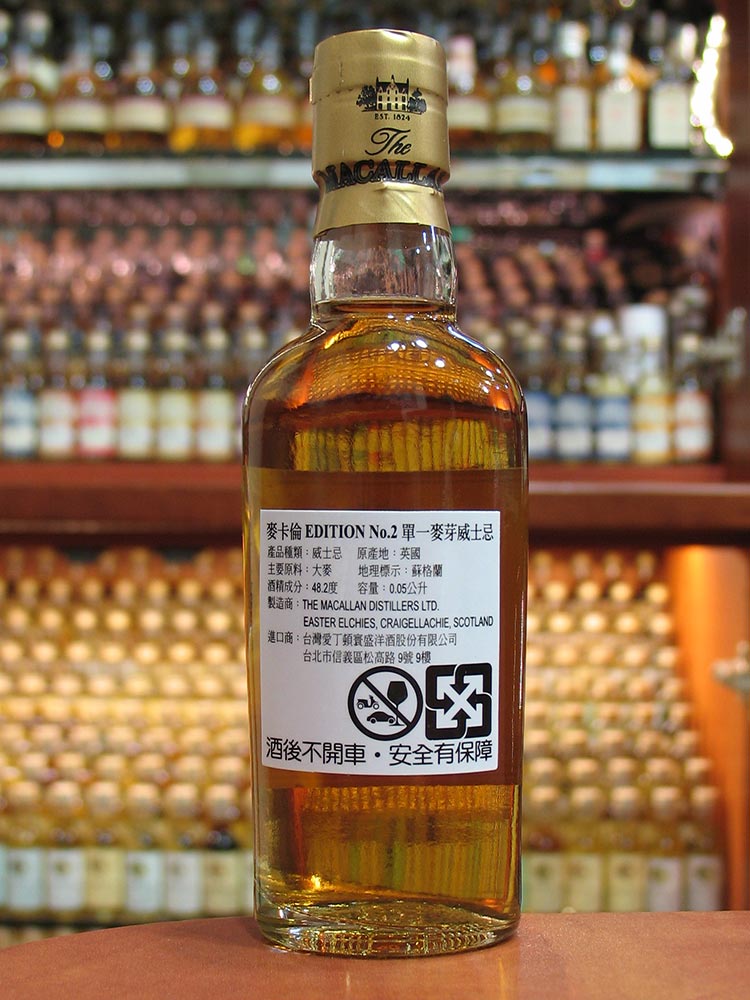 EST. 1824
The
MACALLAN
麥卡倫 EDITION No.2 單一麥芽威士忌
產品種類：威士忌 原產地：英國
主要原料：大麥 地理標示：蘇格蘭
酒精成分：48.2度 容量：0.05公升
製造商：THE MACALLAN DISTILLERS LTD.
EASTER ELCHIES, CRAIGELLACHIE, SCOTLAND
進口商：台灣愛丁頓寰盛洋酒股份有限公司
台北市信義區松高路 9號 9樓
酒後不開車・安全有保障